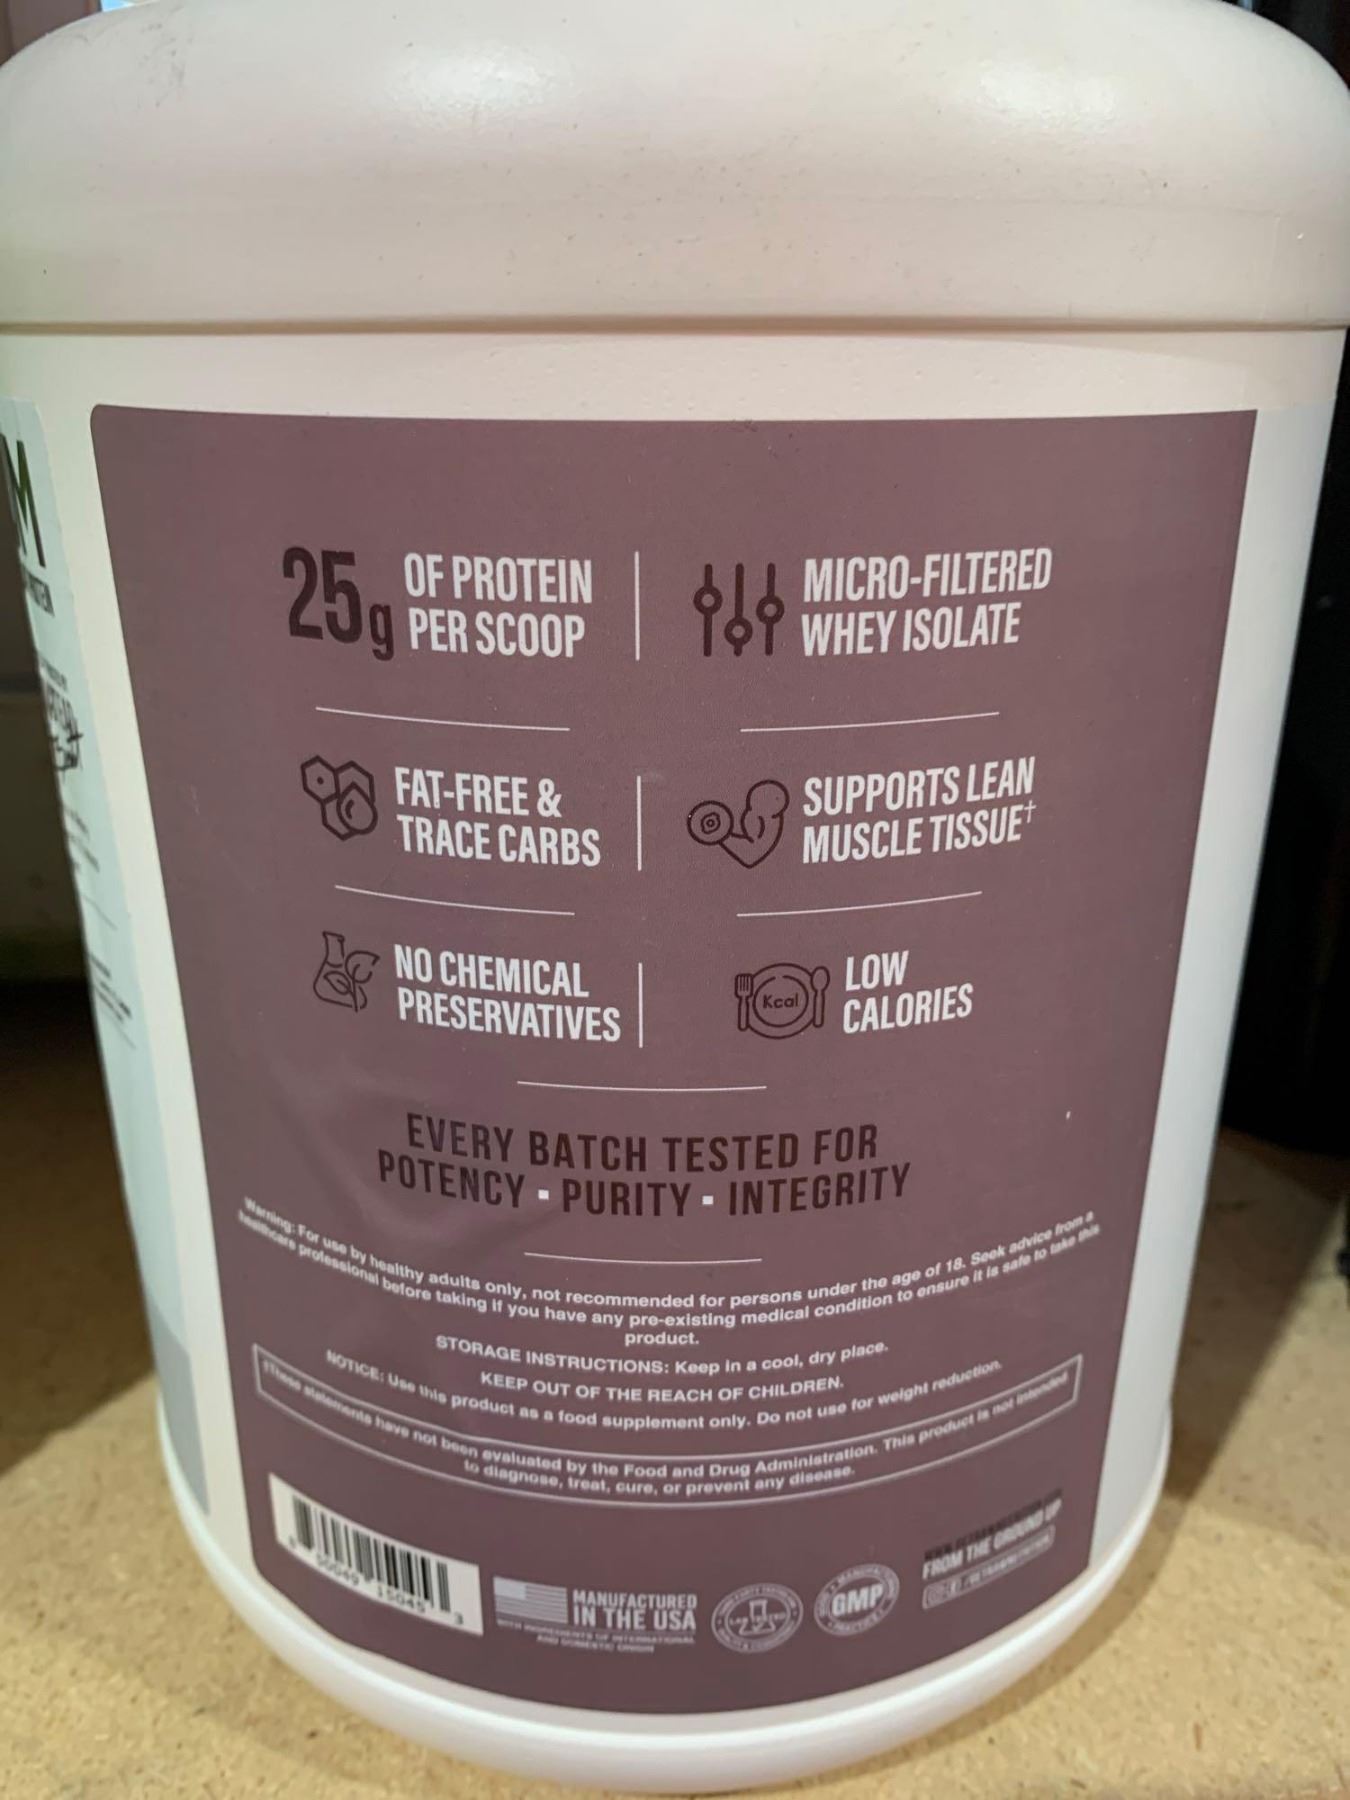 M
25g OF PROTEIN
PER SCOOP
MICRO-FILTERED
WHEY ISOLATE
FAT-FREE &
TRACE CARBS
SUPPORTS LEAN
MUSCLE TISSUE†
NO CHEMICAL
PRESERVATIVES
Kcal
LOW
CALORIES
EVERY BATCH TESTED FOR
POTENCY ▪ PURITY ▪ INTEGRITY
Warning: For use by healthy adults only, not recommended for persons under the age of 18. Seek advice from a
healthcare professional before taking if you have any pre-existing medical condition to ensure it is safe to take this
product.
STORAGE INSTRUCTIONS: Keep in a cool, dry place.
KEEP OUT OF THE REACH OF CHILDREN.
NOTICE: Use this product as a food supplement only. Do not use for weight reduction.
†These statements have not been evaluated by the Food and Drug Administration. This product is not intended
to diagnose, treat, cure, or prevent any disease.
MANUFACTURED
IN THE USA
WITH INGREDIENTS OF INTERNATIONAL
AND DOMESTIC ORIGIN
LAB TESTED
GMP
FROM THE GROUND UP